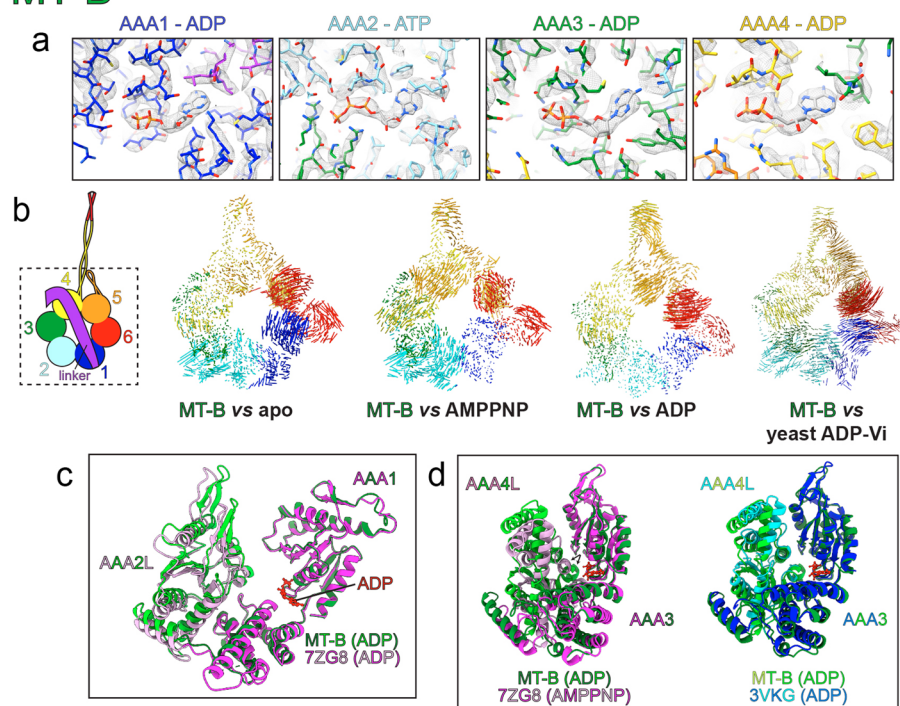 MT-B
AAA1 - ADP
AAA2 - ATP
AAA3 - ADP
AAA4 - ADP
a
b
4
5
3
6
2
linker
1
MT-B vs apo
MT-B vs AMPPNP
MT-B vs ADP
MT-B vs
yeast ADP-Vi
c
AAA1
AAA2L
ADP
MT-B (ADP)
7ZG8 (ADP)
d
AAA4L
AAA3
MT-B (ADP)
7ZG8 (AMPPNP)
AAA4L
AAA3
MT-B (ADP)
3VKG (ADP)